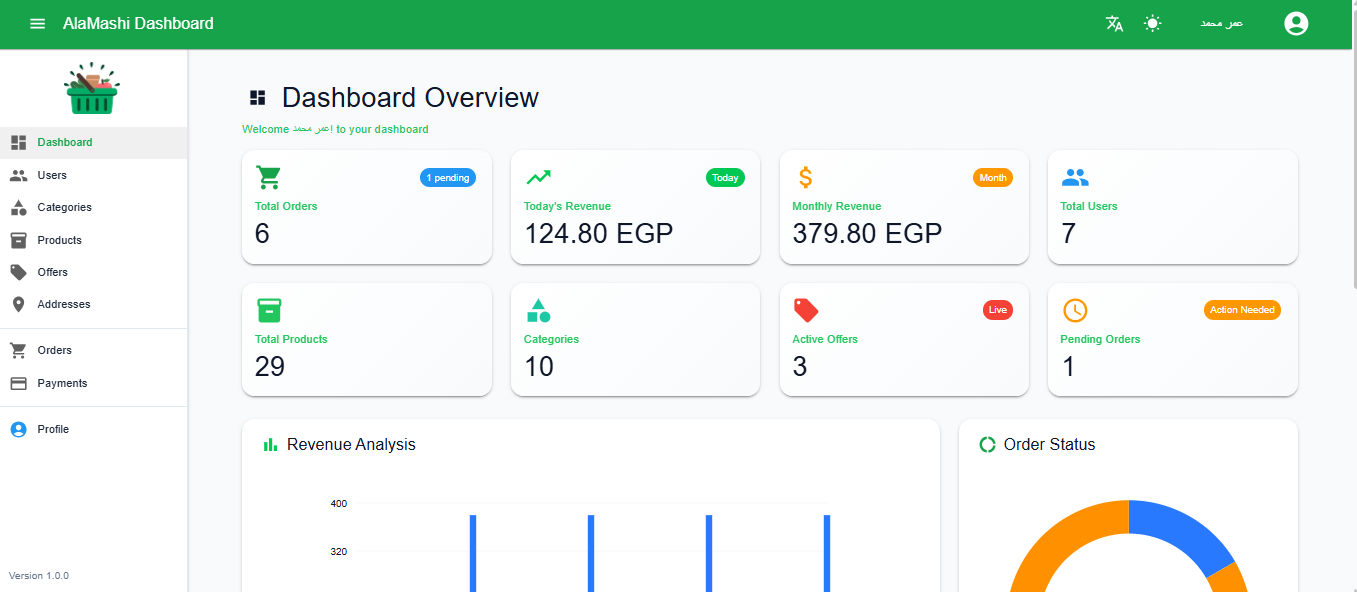 AlaMashi Dashboard
عمر محمد
Dashboard Overview
Welcome عمر محمد! to your dashboard
Dashboard
Users
Categories
Products
Offers
Addresses
Orders
Payments
Profile
Version 1.0.0
1 pending
Total Orders
6
Today
Today's Revenue
124.80 EGP
Month
Monthly Revenue
379.80 EGP
Total Users
7
Total Products
29
Categories
10
Live
Active Offers
3
Action Needed
Pending Orders
1
Revenue Analysis
400
320
Order Status